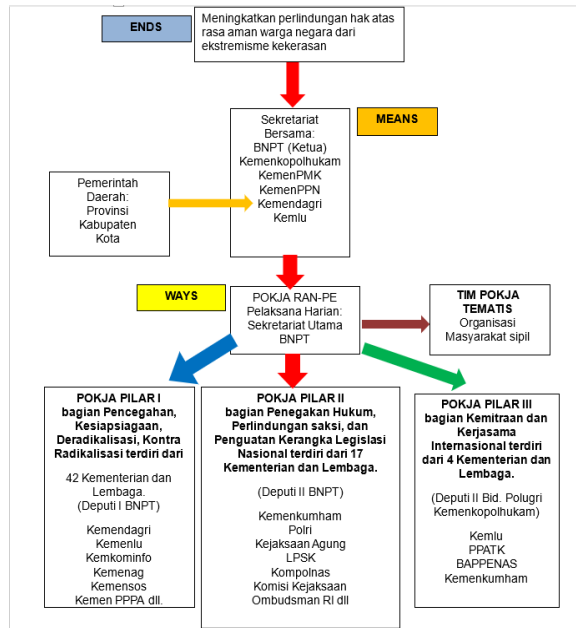 ENDS
Meningkatkan perlindungan hak atas
rasa aman warga negara dari
ekstremisme kekerasan
MEANS
Sekretariat
Bersama:
BNPT (Ketua)
Kemenkopolhukam
KemenPMK
KemenPPN
Kemendagri
Kemlu
Pemerintah
Daerah:
Provinsi
Kabupaten
Kota
WAYS
POKJA RAN-PE
Pelaksana Harian:
Sekretariat Utama
BNPT
TIM POKJA
TEMATIS
Organisasi
Masyarakat sipil
POKJA PILAR I
bagian Pencegahan,
Kesiapsiagaan,
Deradikalisasi, Kontra
Radikalisasi terdiri dari
42 Kementerian dan
Lembaga.
(Deputi I BNPT)
Kemendagri
Kemenlu
Kemkominfo
Kemenag
Kemensos
Kemen PPPA dll.
POKJA PILAR II
bagian Penegakan Hukum,
Perlindungan saksi, dan
Penguatan Kerangka Legislasi
Nasional terdiri dari 17
Kementerian dan Lembaga.
(Deputi II BNPT)
Kemenkumham
Polri
Kejaksaan Agung
LPSK
Kompolnas
Komisi Kejaksaan
Ombudsman RI dll
POKJA PILAR III
bagian Kemitraan dan
Kerjasama
Internasional terdiri
dari 4 Kementerian dan
Lembaga.
(Deputi II Bid. Polugri
Kemenkopolhukam)
Kemlu
PPATK
BAPPENAS
Kemenkumham